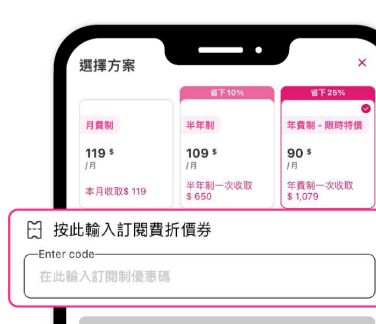 選擇方案
×
省下10%
省下25%
月費制
半年制
年費制 - 限時特價
119 $
/月
109 $
/月
90 $
/月
本月收取$ 119
半年制一次收取
$ 650
年費制一次收取
$ 1,079
按此輸入訂閱費折價券
Enter code
在此輸入訂閱制優惠碼